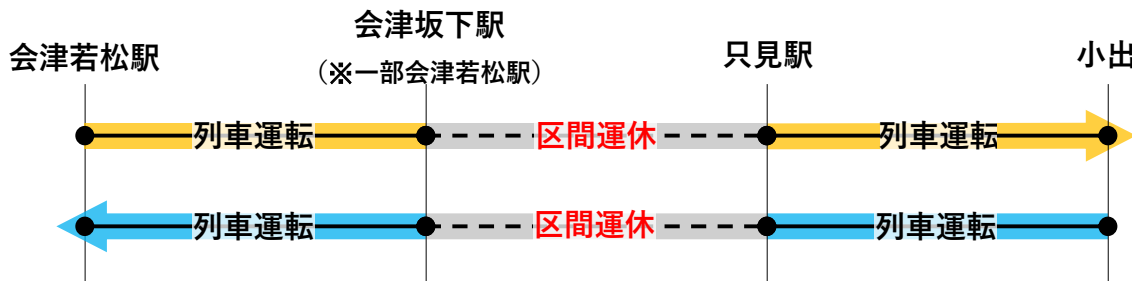 会津若松駅
会津坂下駅
(※一部会津若松駅)
只見駅
小出
列車運転
区間運休
列車運転
列車運転
区間運休
列車運転